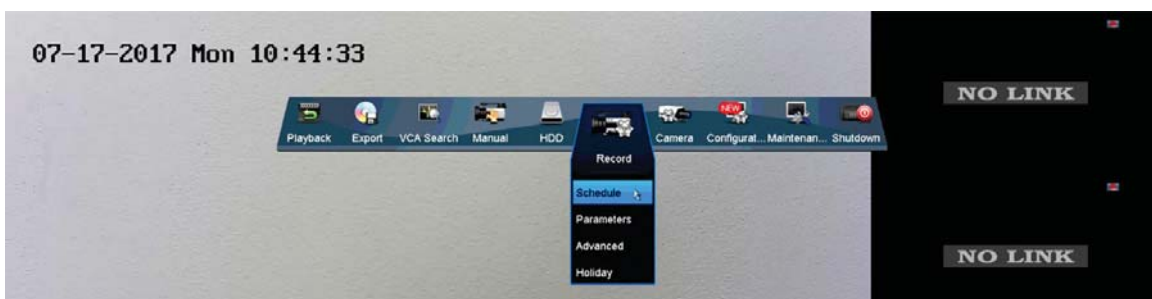 07-17-2017 Mon 10:44:33
NO LINK
NEW
Playback Export VCA Search Manual HDD Record Camera Configurat... Maintenan... Shutdown
Schedule
Parameters
Advanced
Holiday
NO LINK